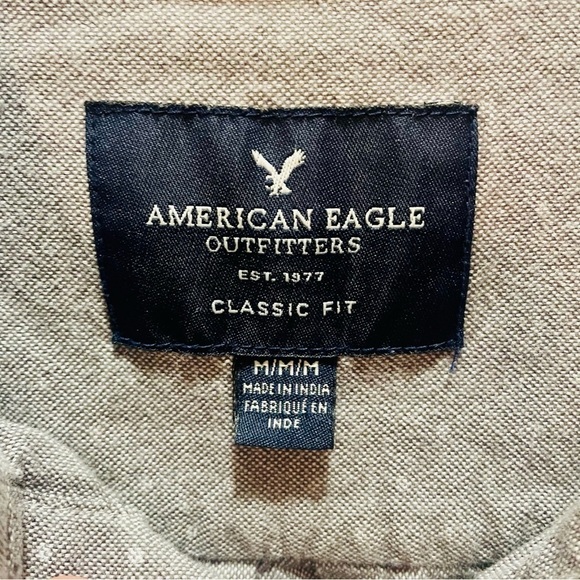 AMERICAN EAGLE
OUTFITTERS
EST. 1977
CLASSIC FIT
M/M/M
MADE IN INDIA
FABRIQUÉ EN
INDE